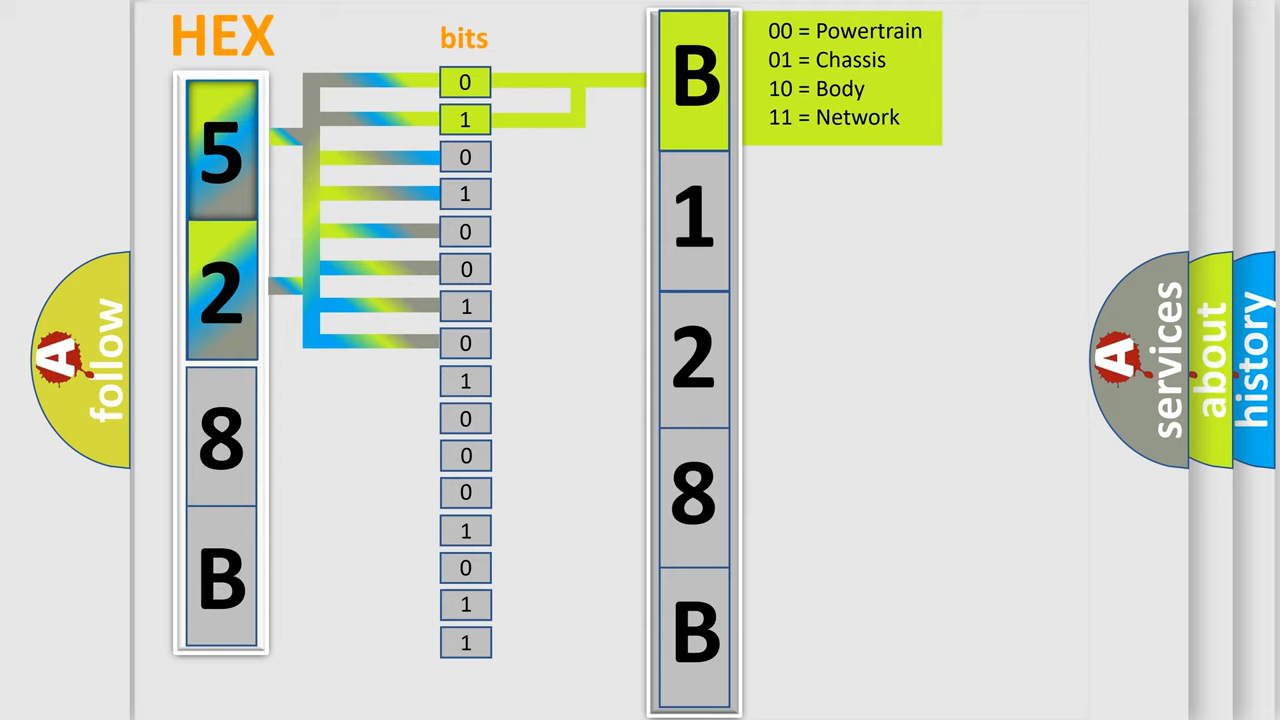 HEX
bits
5
2
8
B
0
1
0
1
0
0
1
0
1
0
0
0
1
0
1
1
B
1
2
8
B
00 = Powertrain
01 = Chassis
10 = Body
11 = Network
A
follow
A
services
about
history